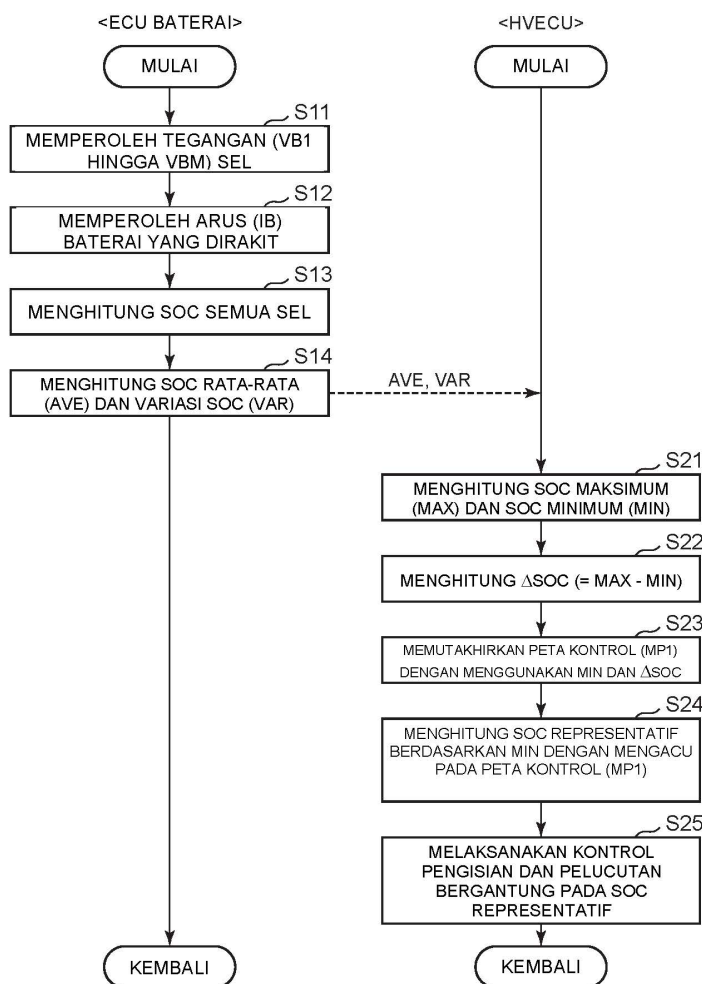 <ECU BATERAI>
MULAI
S11
MEMPEROLEH TEGANGAN (VB1
HINGGA VBM) SEL
S12
MEMPEROLEH ARUS (IB)
BATERAI YANG DIRAKIT
S13
MENGHITUNG SOC SEMUA SEL
S14
MENGHITUNG SOC RATA-RATA
(AVE) DAN VARIASI SOC (VAR)
AVE, VAR
KEMBALI
<HVECU>
MULAI
S21
MENGHITUNG SOC MAKSIMUM
(MAX) DAN SOC MINIMUM (MIN)
S22
MENGHITUNG ΔSOC (= MAX - MIN)
S23
MEMUTAKHIRKAN PETA KONTROL (MP1)
DENGAN MENGGUNAKAN MIN DAN ΔSOC
S24
MENGHITUNG SOC REPRESENTATIF
BERDASARKAN MIN DENGAN MENGACU
PADA PETA KONTROL (MP1)
S25
MELAKSANAKAN KONTROL
PENGISIAN DAN PELUCUTAN
BERGANTUNG PADA SOC
REPRESENTATIF
KEMBALI